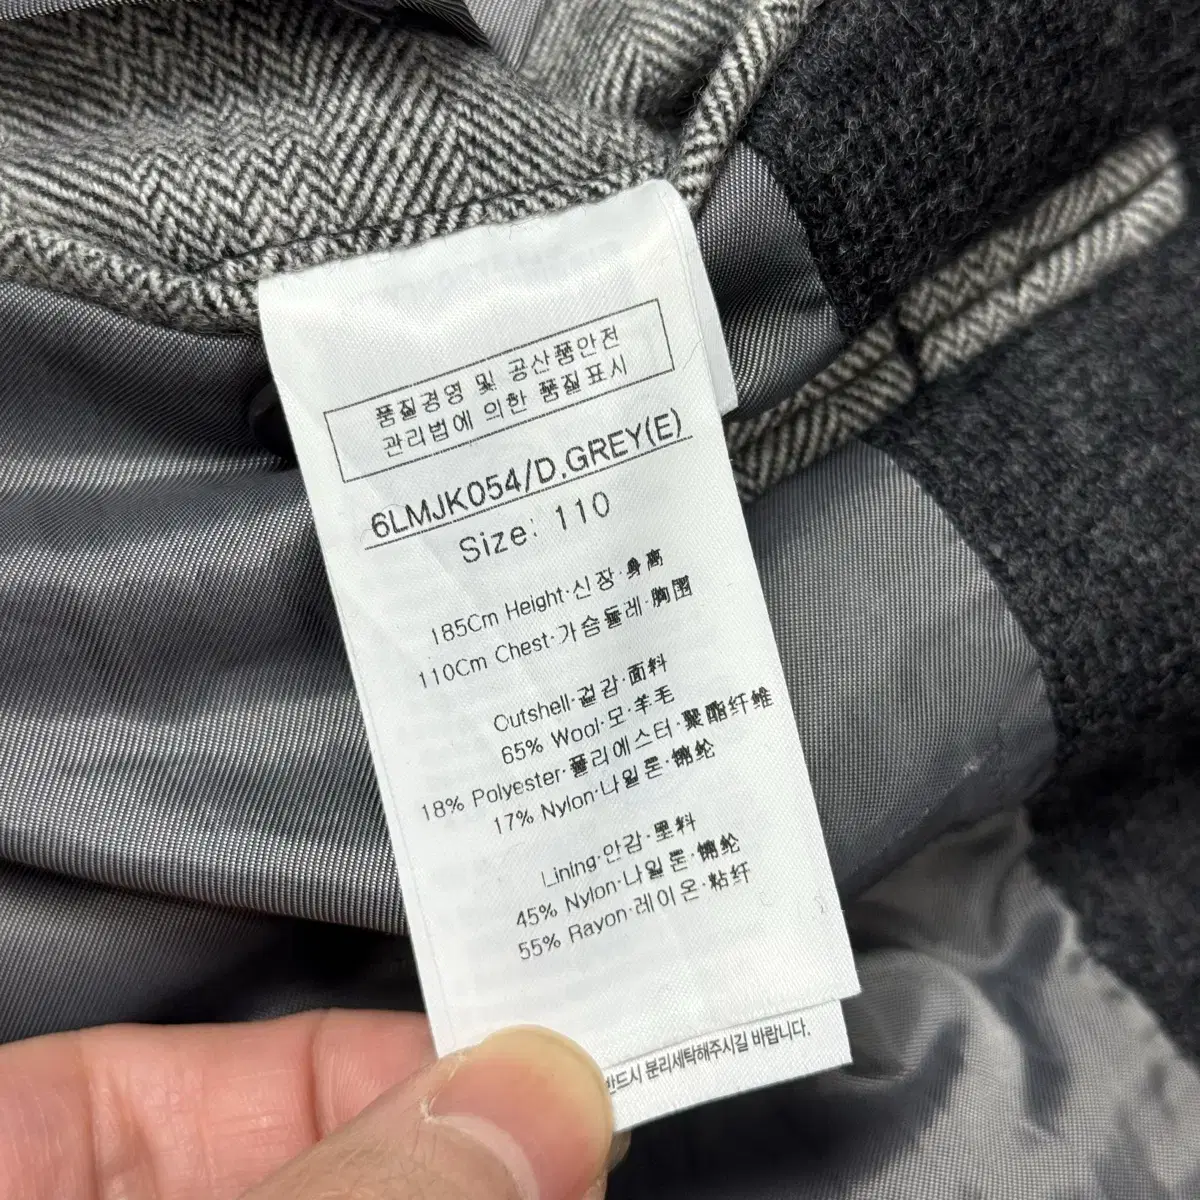 품질경영 및 공산품안전
관리법에 의한 품질표시
6LMJK054/D.GREY(E)
Size: 110
185Cm Height·신장·身高
110Cm Chest·가슴둘레·胸围
Outshell·겉감·面料
65% Wool·모·羊毛
18% Polyester·폴리에스터·聚酯纤维
17% Nylon·나일론·锦纶
Lining·안감·里料
45% Nylon·나일론·锦纶
55% Rayon·레이온·粘纤
반드시 분리세탁해주시길 바랍니다.